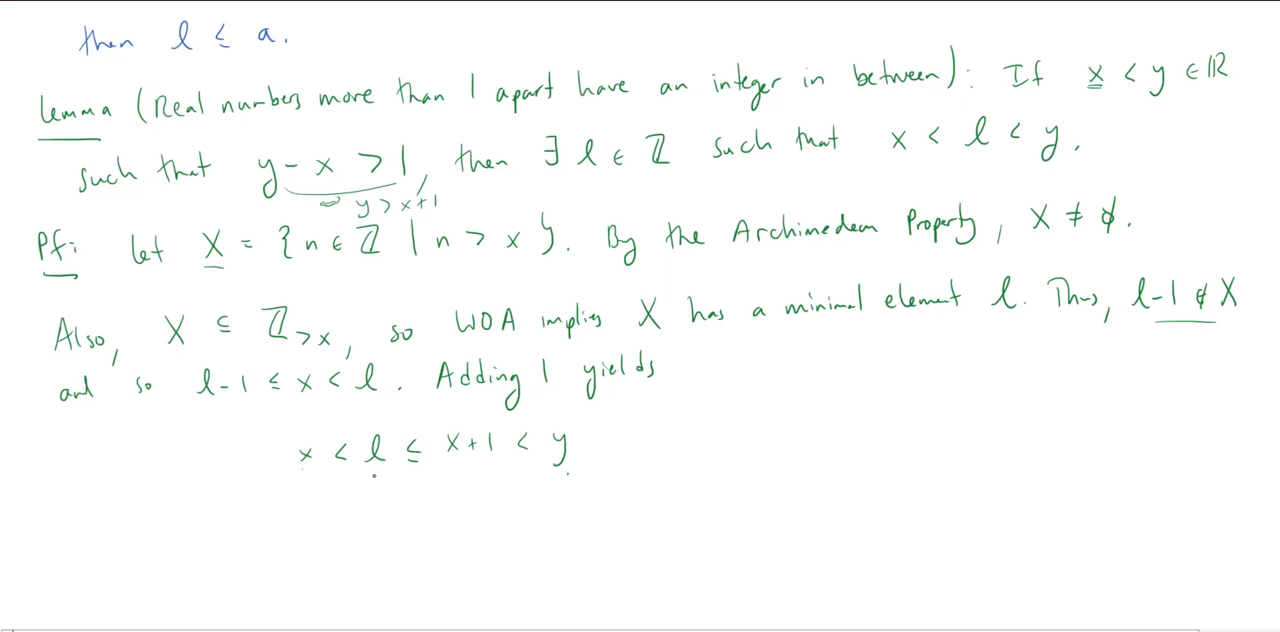 then l ≤ a.
Lemma (Real numbers more than 1 apart have an integer in between): If x < y ∈ ℝ
such that y - x > 1, then ∃ l ∈ ℤ such that x < l < y.
⇔ y > x+1
Pf: let X = {n ∈ ℤ | n > x}. By the Archimedean Property, X ≠ ∅.
Also, X ⊆ ℤ_{>x}, so WOA implies X has a minimal element l. Thus, l-1 ∉ X
and so l-1 ≤ x < l. Adding 1 yields
x < l ≤ x+1 < y